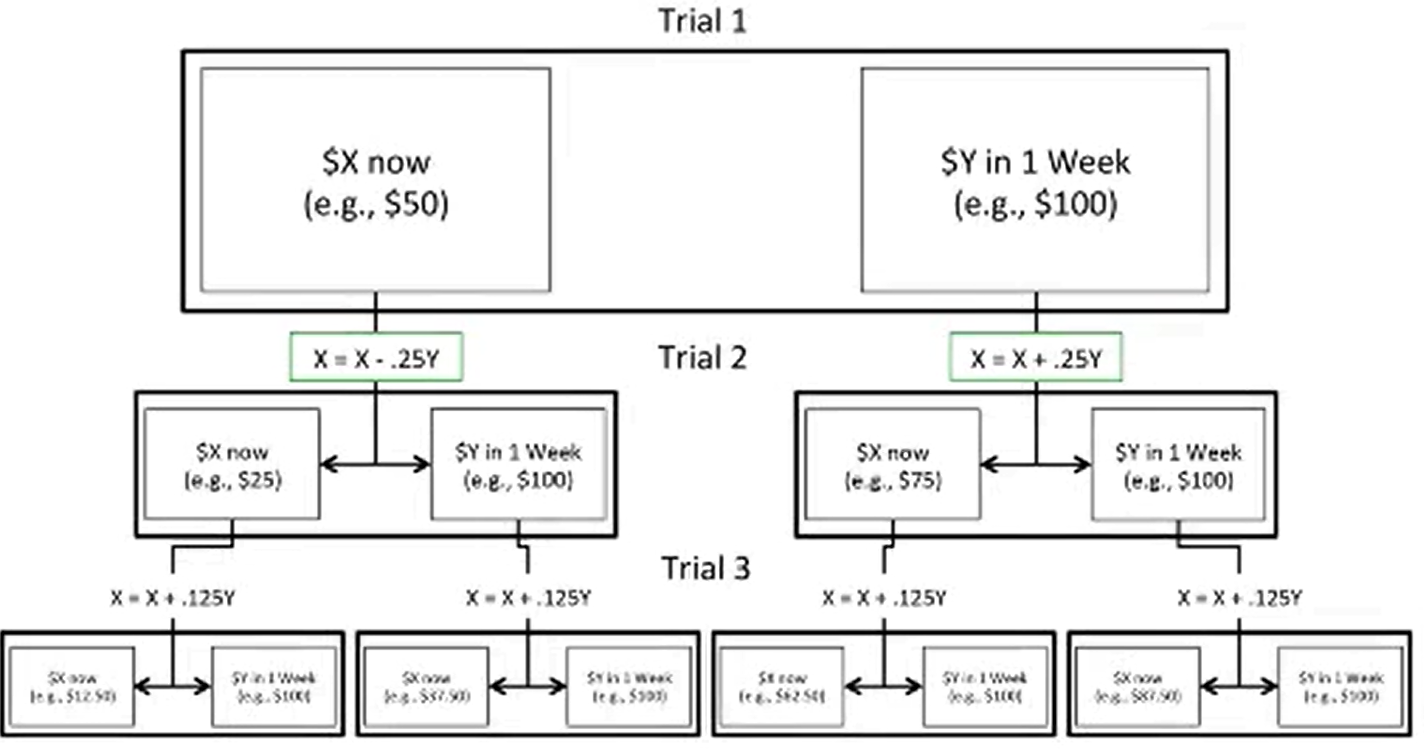 Trial 1
$X now
(e.g., $50)
$Y in 1 Week
(e.g., $100)
X = X - .25Y
Trial 2
X = X + .25Y
$X now
(e.g., $25)
$Y in 1 Week
(e.g., $100)
$X now
(e.g., $75)
$Y in 1 Week
(e.g., $100)
Trial 3
X = X + .125Y
X = X + .125Y
X = X + .125Y
X = X + .125Y
$X now
(e.g., $12.50)
$Y in 1 Week
(e.g., $100)
$X now
(e.g., $37.50)
$Y in 1 Week
(e.g., $100)
$X now
(e.g., $62.50)
$Y in 1 Week
(e.g., $100)
$X now
(e.g., $87.50)
$Y in 1 Week
(e.g., $100)